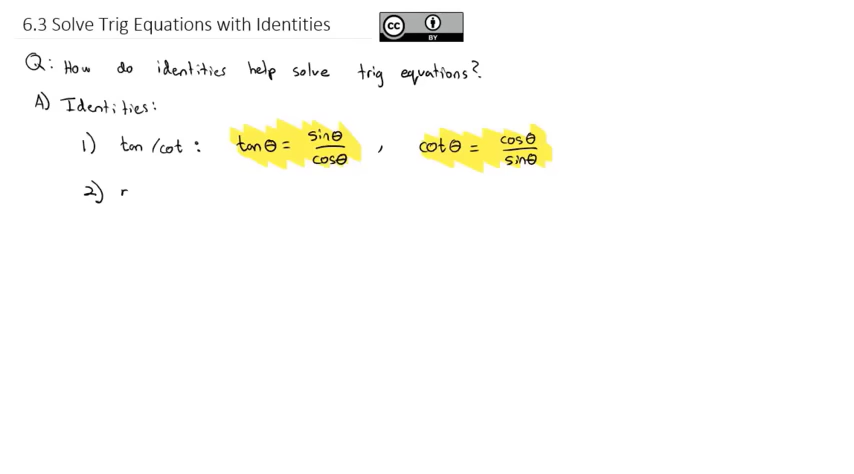 6.3 Solve Trig Equations with Identities
cc BY
Q: How do identities help solve trig equations?
A) Identities:
1) tan/cot: tanθ = sinθ/cosθ, cotθ = cosθ/sinθ
2) r